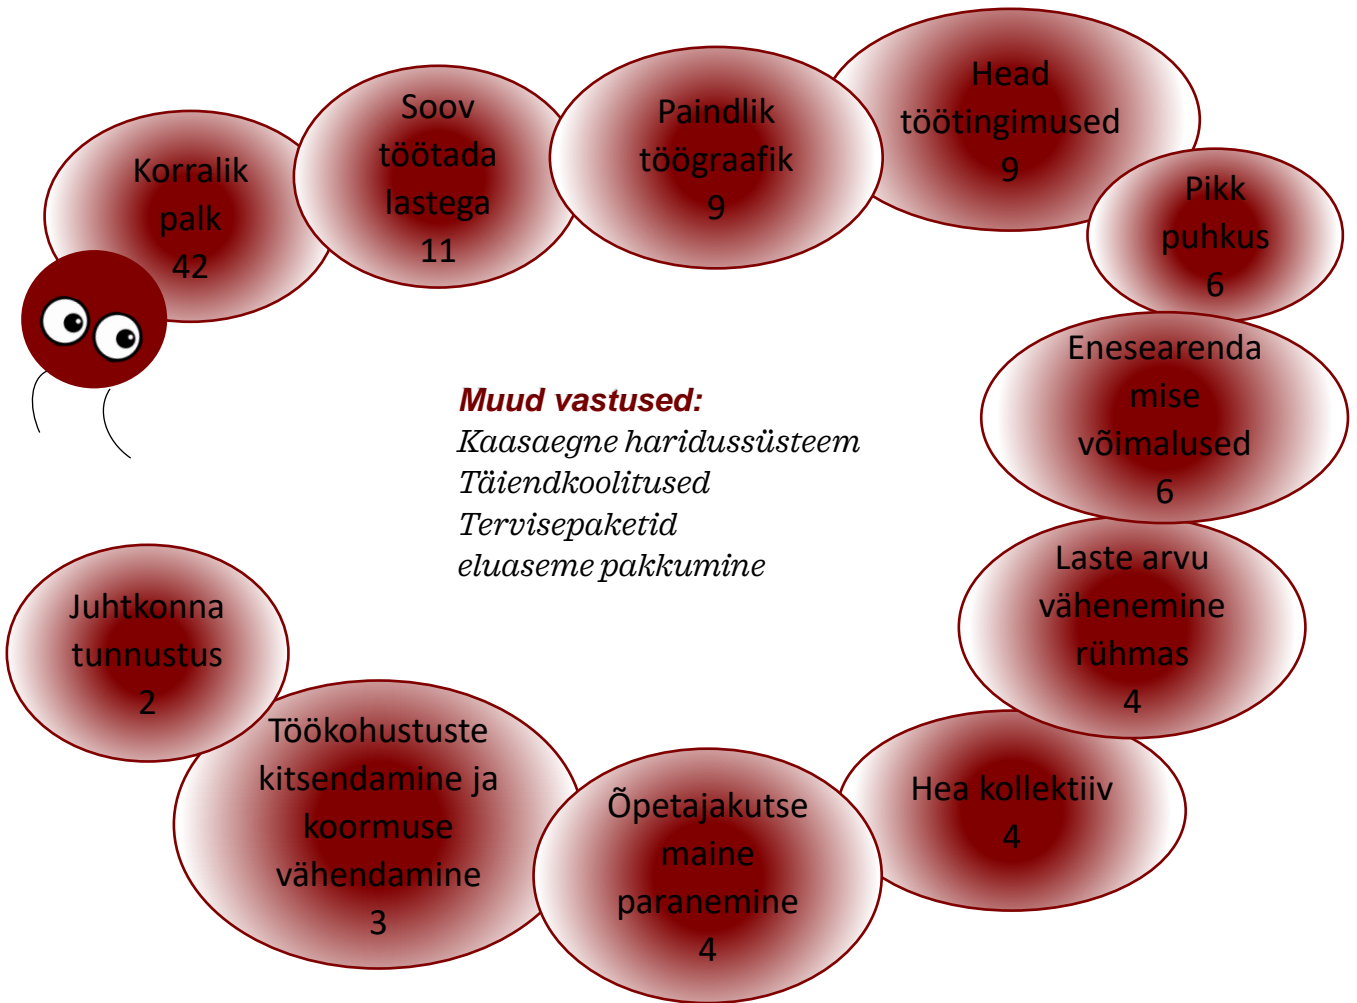 Korralik
palk
42
Soov
töötada
lastega
11
Paindlik
töögraafik
9
Head
töötingimused
9
Pikk
puhkus
6
Enesearenda
mise
võimalused
6
Laste arvu
vähenemine
rühmas
4
Hea kollektiiv
4
Õpetajakutse
maine
paranemine
4
Töökohustuste
kitsendamine ja
koormuse
vähendamine
3
Juhtkonna
tunnustus
2
Muud vastused:
Kaasaegne haridussüsteem
Täiendkoolitused
Tervisepaketid
eluaseme pakkumine